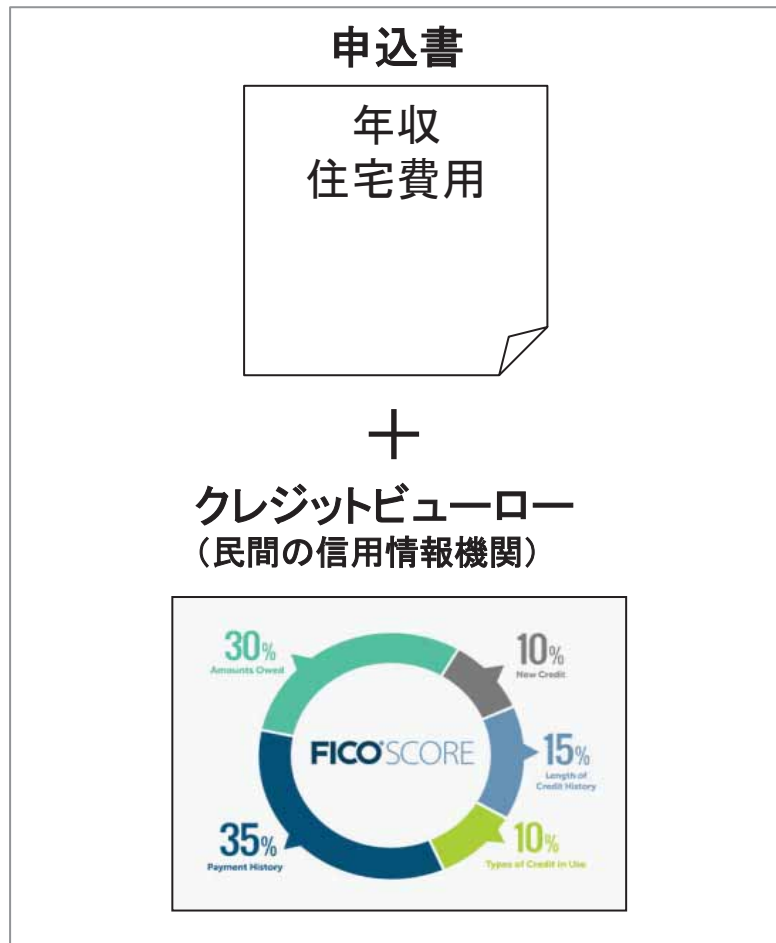 申込書
年収
住宅費用
＋
クレジットビューロー
（民間の信用情報機関）
30%
Amounts Owed
10%
New Credit
FICO® SCORE
15%
Length of
Credit History
35%
Payment History
10%
Types of Credit in Use